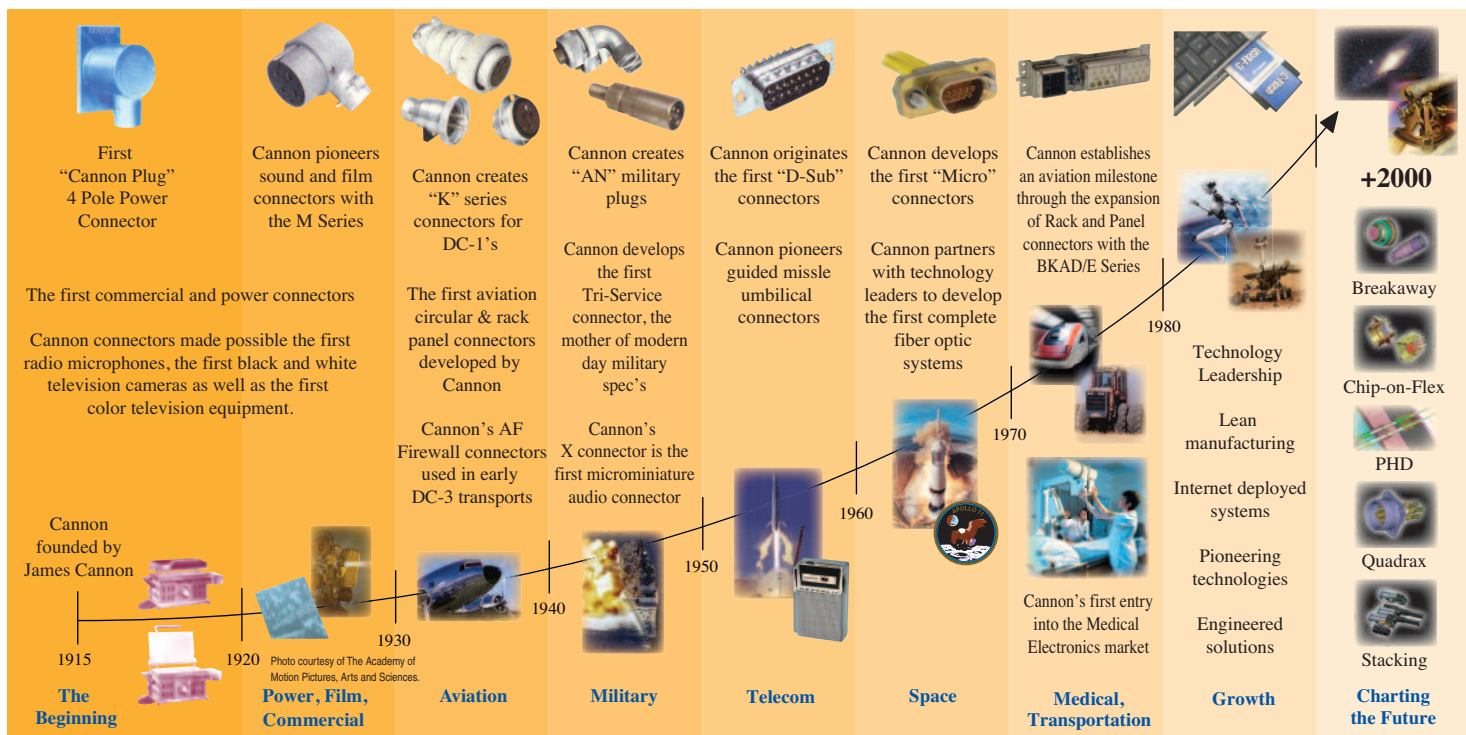 First
“Cannon Plug”
4 Pole Power
Connector
The first commercial and power connectors
Cannon connectors made possible the first
radio microphones, the first black and white
television cameras as well as the first
color television equipment.
Cannon
founded by
James Cannon
1915
The
Beginning
Cannon pioneers
sound and film
connectors with
the M Series
1920
Photo courtesy of The Academy of
Motion Pictures, Arts and Sciences.
Power, Film,
Commercial
Cannon creates
“K” series
connectors for
DC-1’s
The first aviation
circular & rack
panel connectors
developed by
Cannon
Cannon’s AF
Firewall connectors
used in early
DC-3 transports
1930
Aviation
Cannon creates
“AN” military
plugs
Cannon develops
the first
Tri-Service
connector, the
mother of modern
day military
spec’s
Cannon’s
X connector is the
first microminiature
audio connector
1940
Military
Cannon originates
the first “D-Sub”
connectors
Cannon pioneers
guided missle
umbilical
connectors
1950
Telecom
Cannon develops
the first “Micro”
connectors
Cannon partners
with technology
leaders to develop
the first complete
fiber optic
systems
1960
APOLLO 11
Space
Cannon establishes
an aviation milestone
through the expansion
of Rack and Panel
connectors with the
BKAD/E Series
1970
Cannon’s first entry
into the Medical
Electronics market
Medical,
Transportation
C-Flash
C-Flash
1980
Technology
Leadership
Lean
manufacturing
Internet deployed
systems
Pioneering
technologies
Engineered
solutions
Growth
+2000
Breakaway
Chip-on-Flex
PHD
Quadrax
Stacking
Charting
the Future